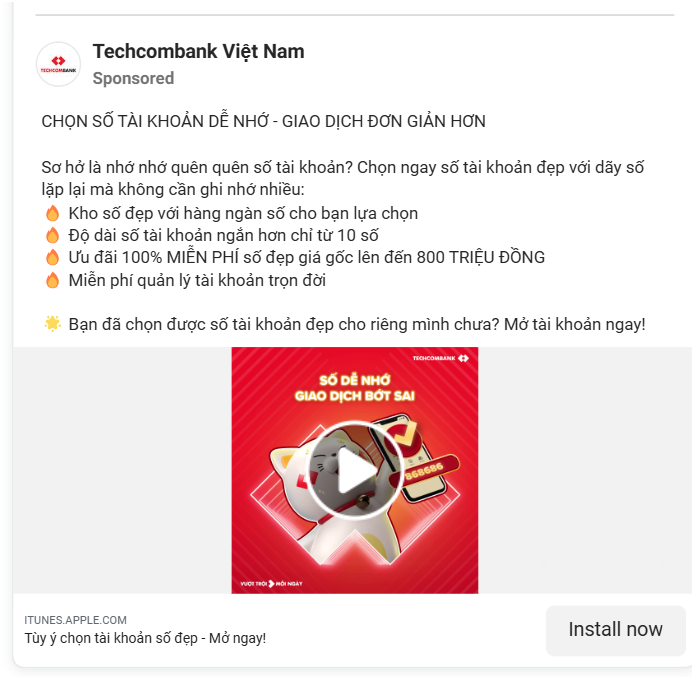 TECHCOMBANK
Techcombank Việt Nam
Sponsored
CHỌN SỐ TÀI KHOẢN DỄ NHỚ - GIAO DỊCH ĐƠN GIẢN HƠN
Sơ hở là nhớ nhớ quên quên số tài khoản? Chọn ngay số tài khoản đẹp với dãy số
lặp lại mà không cần ghi nhớ nhiều:
🔥 Kho số đẹp với hàng ngàn số cho bạn lựa chọn
🔥 Độ dài số tài khoản ngắn hơn chỉ từ 10 số
🔥 Ưu đãi 100% MIỄN PHÍ số đẹp giá gốc lên đến 800 TRIỆU ĐỒNG
🔥 Miễn phí quản lý tài khoản trọn đời
🌟 Bạn đã chọn được số tài khoản đẹp cho riêng mình chưa? Mở tài khoản ngay!
TECHCOMBANK
SỐ DỄ NHỚ
GIAO DỊCH BỚT SAI
868686
VƯỢT TRỘI MỖI NGÀY
ITUNES.APPLE.COM
Tùy ý chọn tài khoản số đẹp - Mở ngay!
Install now